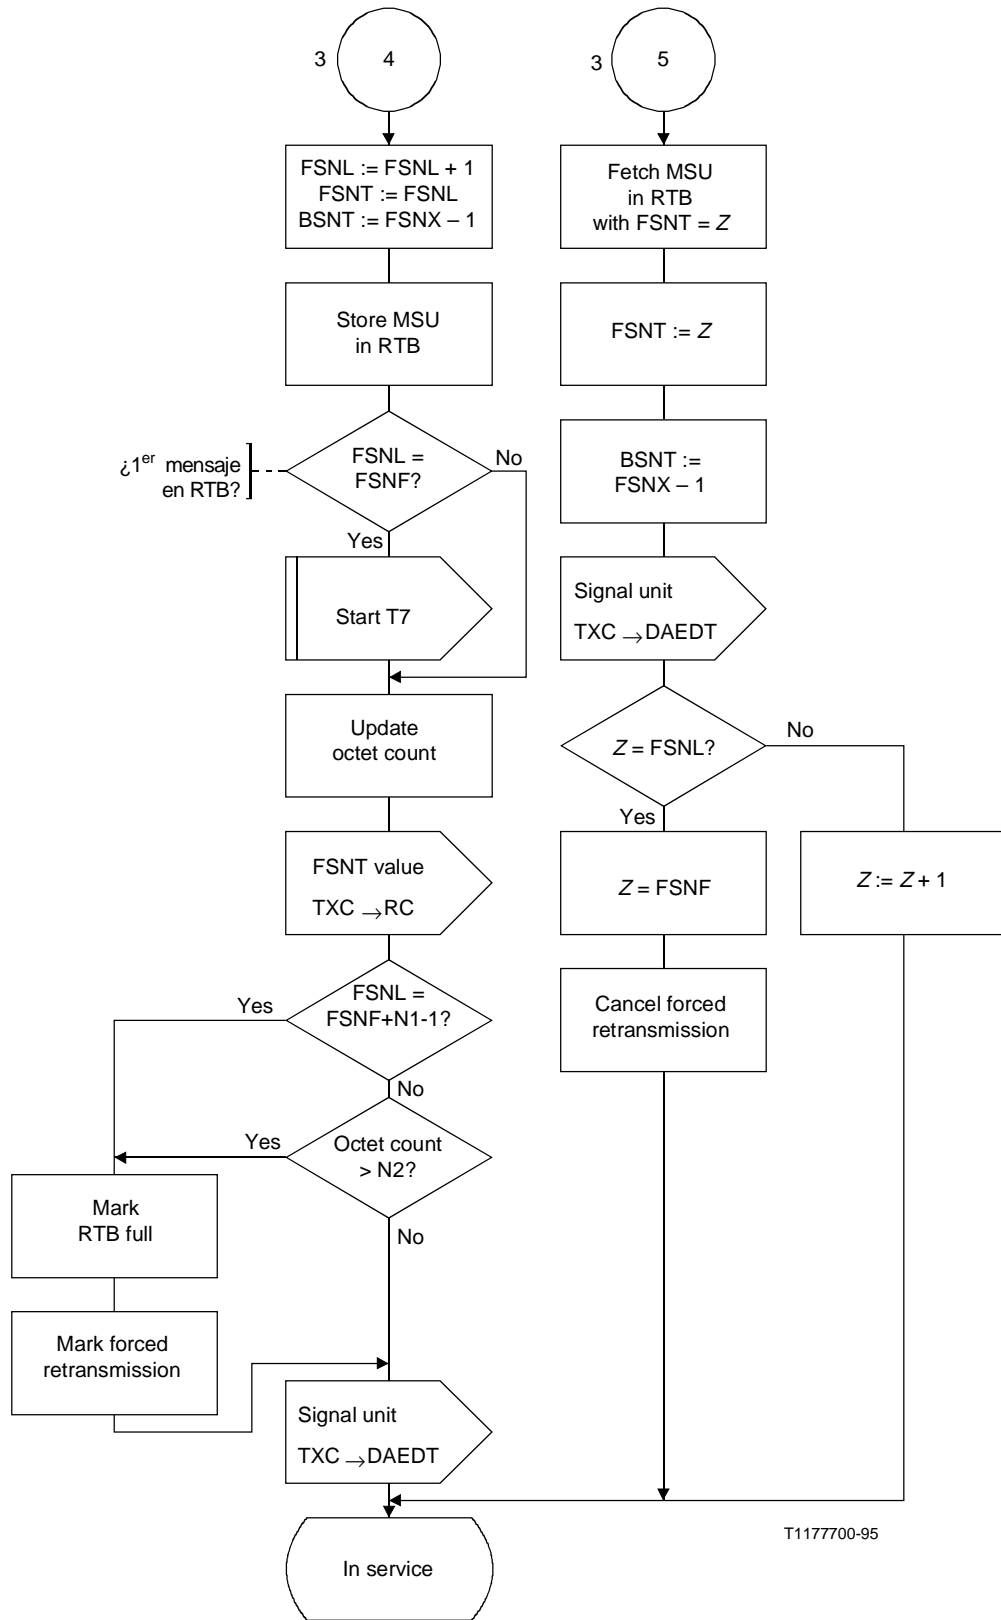 3
4
FSNL := FSNL + 1
FSNT := FSNL
BSNT := FSNX – 1
Store MSU
in RTB
¿1er mensaje
en RTB?
FSNL =
FSNF?
No
Yes
Start T7
Update
octet count
FSNT value
TXC → RC
FSNL =
FSNF+N1-1?
Yes
No
Octet count
> N2?
Yes
No
Mark
RTB full
Mark forced
retransmission
Signal unit
TXC → DAEDT
In service
3
5
Fetch MSU
in RTB
with FSNT = Z
FSNT := Z
BSNT :=
FSNX – 1
Signal unit
TXC → DAEDT
Z = FSNL?
No
Yes
Z = FSNF
Z := Z + 1
Cancel forced
retransmission
T1177700-95